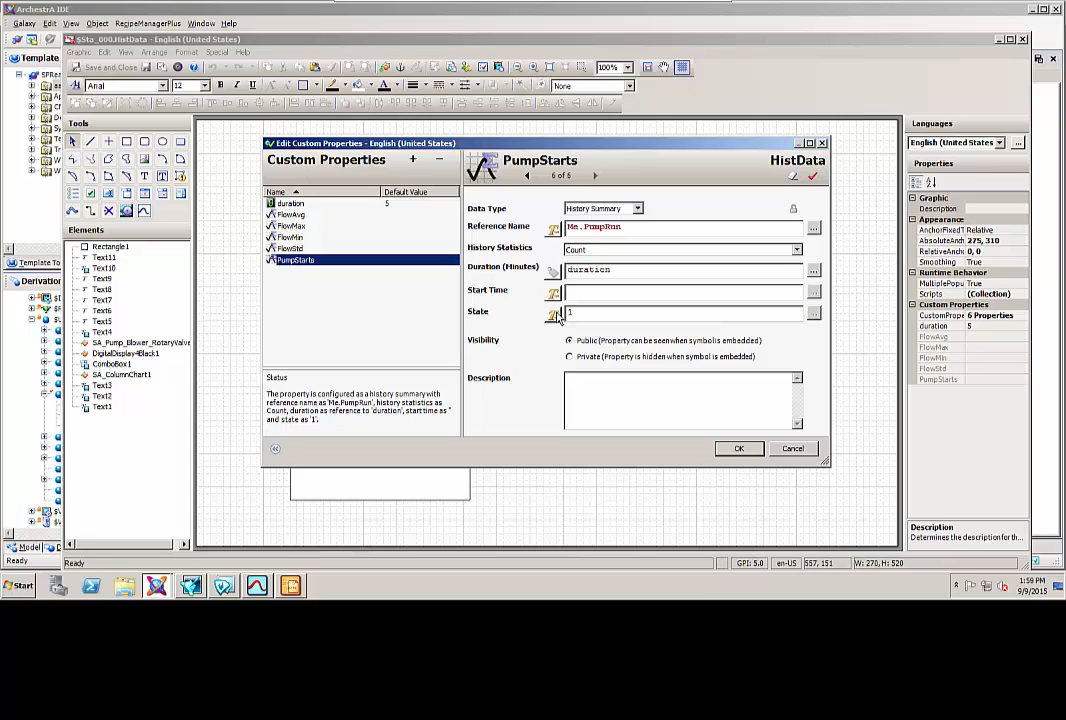 ArchestrA IDE
Galaxy Edit View Object RecipeManagerPlus Window Help
$Sta_000.HistData - English (United States)
Graphic Edit Tools View Arrange Format Special Help
Save and Close 100%
Arial 12 B I U None
Template
Tools
Elements
Rectangle1
Text11
Text10
Text9
Text8
Text7
Text6
Text5
Text4
SA_Pump_Blower_RotaryValve
DigitalDisplay4Black1
ComboBox1
SA_ColumnChart1
Text3
Text2
Text1
Template To
Derivation
Model
Ready
Edit Custom Properties - English (United States)
Custom Properties + −
Name Default Value
duration 5
FlowAvg
FlowMax
FlowMin
FlowStd
PumpStarts
Status
The property is configured as a history summary with
reference name as 'Me.PumpRun', history statistics as
Count, duration as reference to 'duration', start time as ''
and state as '1'.
PumpStarts HistData
6 of 6
Data Type History Summary
Reference Name Me.PumpRun ...
History Statistics Count
Duration (Minutes) duration ...
Start Time ...
State 1 ...
Visibility Public (Property can be seen when symbol is embedded)
Private (Property is hidden when symbol is embedded)
Description
OK Cancel
Languages
English (United States) ...
Properties
Graphic
Description
Appearance
AnchorFixedT Relative
AbsoluteAnch 275, 310
RelativeAnc 0, 0
Smoothing True
Runtime Behavior
MultiplePopu True
Scripts (Collection)
Custom Properties
CustomPrope 6 Properties
duration 5
FlowAvg
FlowMax
FlowMin
FlowStd
PumpStarts
Description
Determines the description for th...
Ready GPI: 5.0 en-US 557, 151 W: 270, H: 520
Start 1:59 PM
9/9/2015